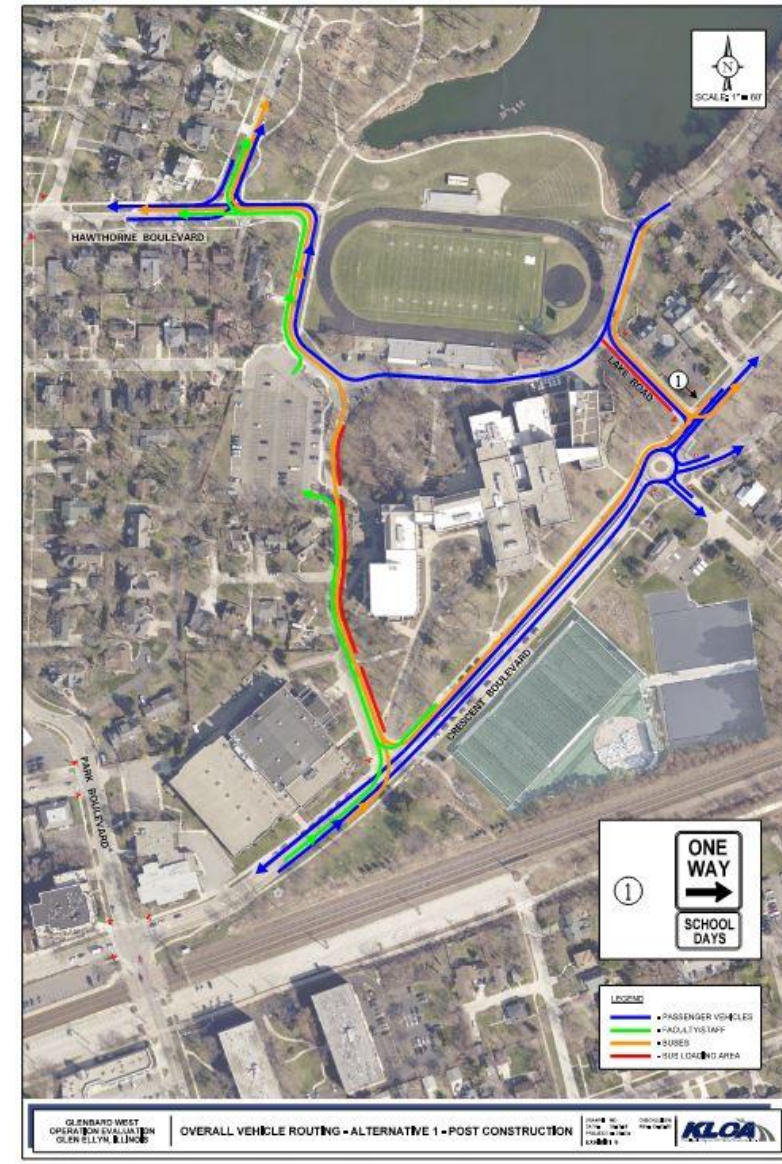 N
SCALE: 1" = 60'
HAWTHORNE BOULEVARD
LAKE ROAD
1
CRESCENT BOULEVARD
PARK BOULEVARD
1
ONE
WAY
SCHOOL
DAYS
LEGEND
- PASSENGER VEHICLES
- FACULTY/STAFF
- BUSES
- BUS LOADING AREA
GLENBARD WEST
OPERATION EVALUATION
GLEN ELLYN, ILLINOIS
OVERALL VEHICLE ROUTING - ALTERNATIVE 1 - POST CONSTRUCTION
KLOA